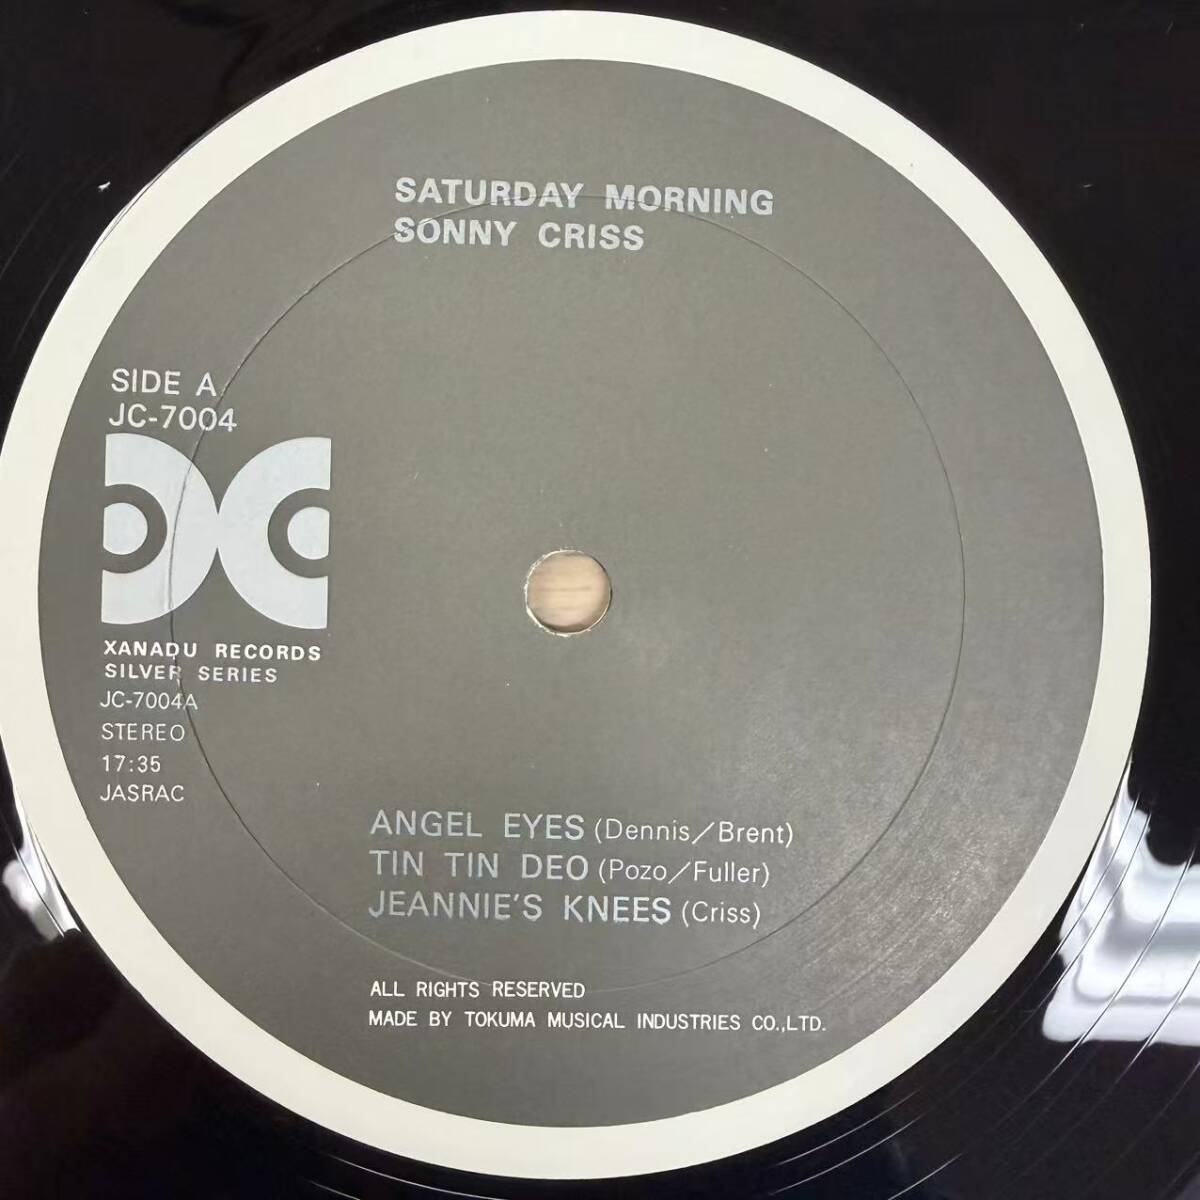 SATURDAY MORNING
SONNY CRISS
SIDE A
JC-7004
XANADU RECORDS
SILVER SERIES
JC-7004A
STEREO
17:35
JASRAC
ANGEL EYES (Dennis/Brent)
TIN TIN DEO (Pozo/Fuller)
JEANNIE'S KNEES (Criss)
ALL RIGHTS RESERVED
MADE BY TOKUMA MUSICAL INDUSTRIES CO.,LTD.